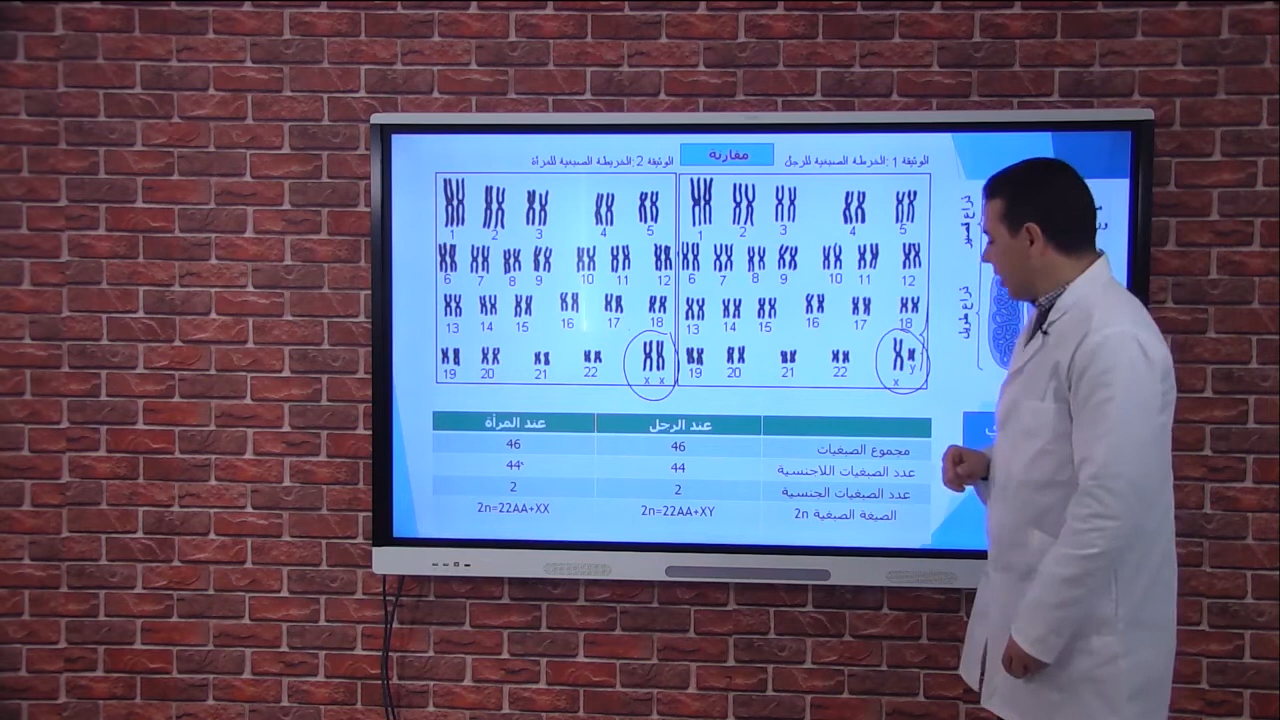 مقارنة
الوثيقة 1 :الخريطة الصبغية للرجل
الوثيقة 2 :الخريطة الصبغية للمرأة
1 2 3 4 5
6 7 8 9 10 11 12
13 14 15 16 17 18
19 20 21 22 x y
1 2 3 4 5
6 7 8 9 10 11 12
13 14 15 16 17 18
19 20 21 22 x x
ذراع قصير
ذراع طويل
عند الرجل عند المرأة
مجموع الصبغيات 46 46
عدد الصبغيات اللاجنسية 44 44
عدد الصبغيات الجنسية 2 2
الصيغة الصبغية 2n 2n=22AA+XY 2n=22AA+XX